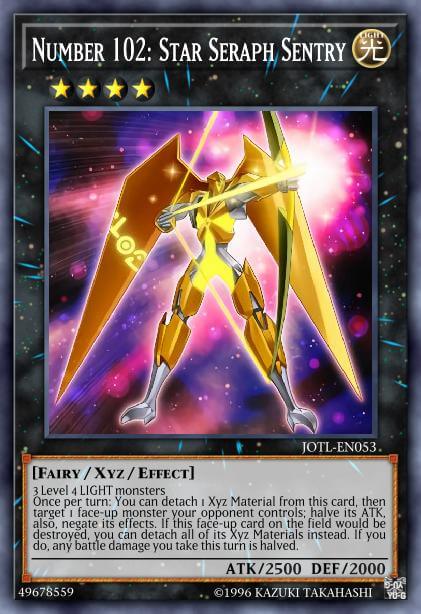 NUMBER 102: STAR SERAPH SENTRY
LIGHT
光
102
JOTL-EN053
[FAIRY / XYZ / EFFECT]
3 Level 4 LIGHT monsters
Once per turn: You can detach 1 Xyz Material from this card, then
target 1 face-up monster your opponent controls; halve its ATK,
also, negate its effects. If this face-up card on the field would be
destroyed, you can detach all of its Xyz Materials instead. If you
do, any battle damage you take this turn is halved.
ATK/2500 DEF/2000
49678559
©1996 KAZUKI TAKAHASHI